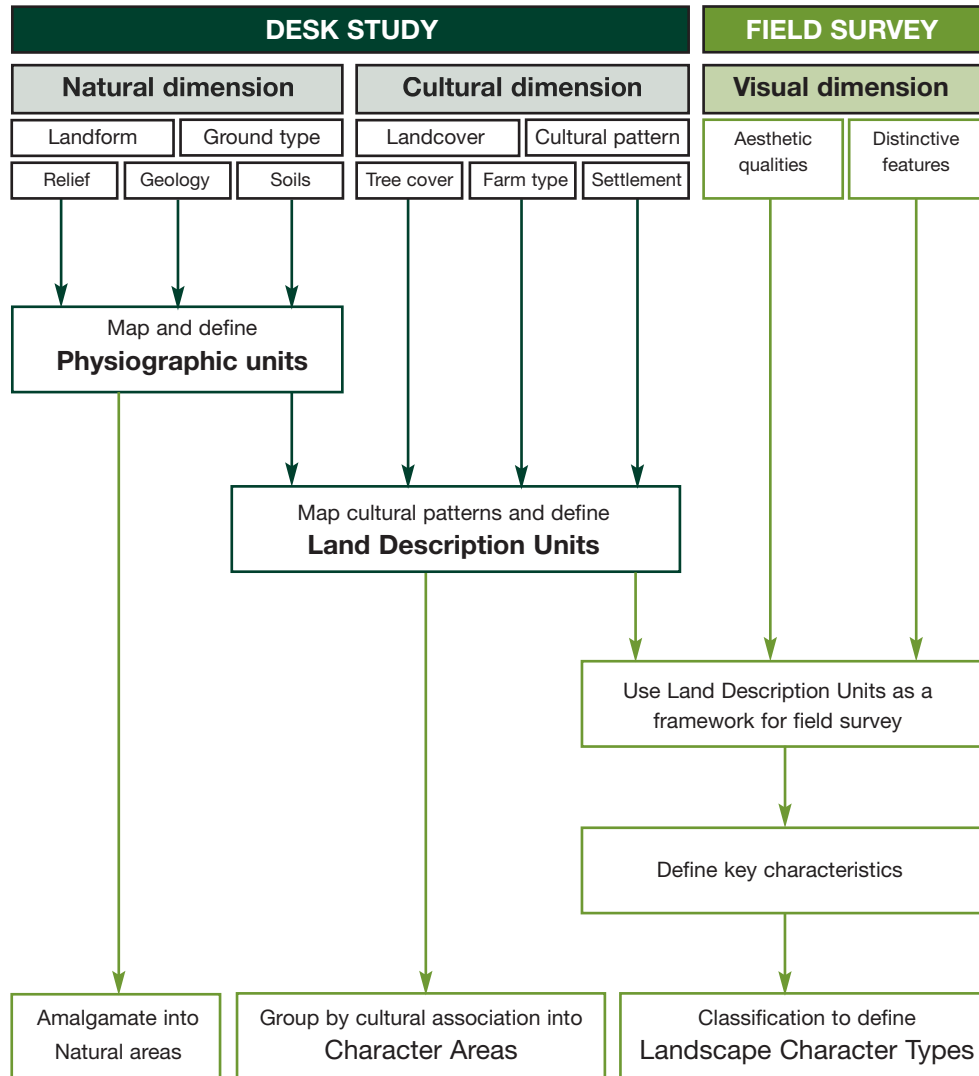 DESK STUDY
FIELD SURVEY
Natural dimension
Cultural dimension
Visual dimension
Landform
Ground type
Landcover
Cultural pattern
Aesthetic
qualities
Distinctive
features
Relief
Geology
Soils
Tree cover
Farm type
Settlement
Map and define
Physiographic units
Map cultural patterns and define
Land Description Units
Use Land Description Units as a
framework for field survey
Define key characteristics
Amalgamate into
Natural areas
Group by cultural association into
Character Areas
Classification to define
Landscape Character Types